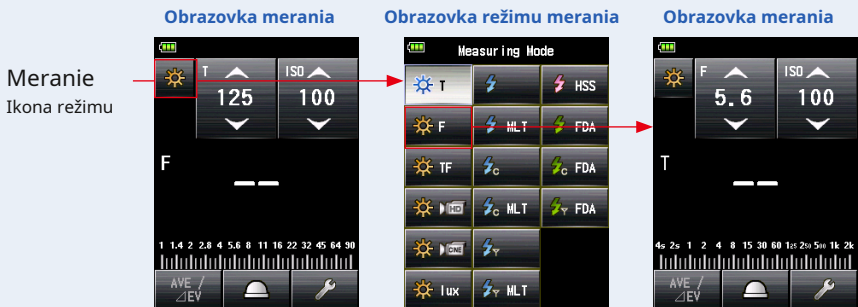 Obrazovka merania
Obrazovka režimu merania
Obrazovka merania
Meranie
Ikona režimu
T
125
ISO
100
F
1 1.4 2 2.8 4 5.6 8 11 16 22 32 45 64 90
AVE / ⊿EV
Measuring Mode
T
HSS
F
MLT
FDA
TF
C
C FDA
HD
C MLT
Y FDA
CINE
Y
lux
Y MLT
F
5.6
ISO
100
T
4s 2s 1 2 4 8 15 30 60 125 250 500 1k 2k
AVE / ⊿EV